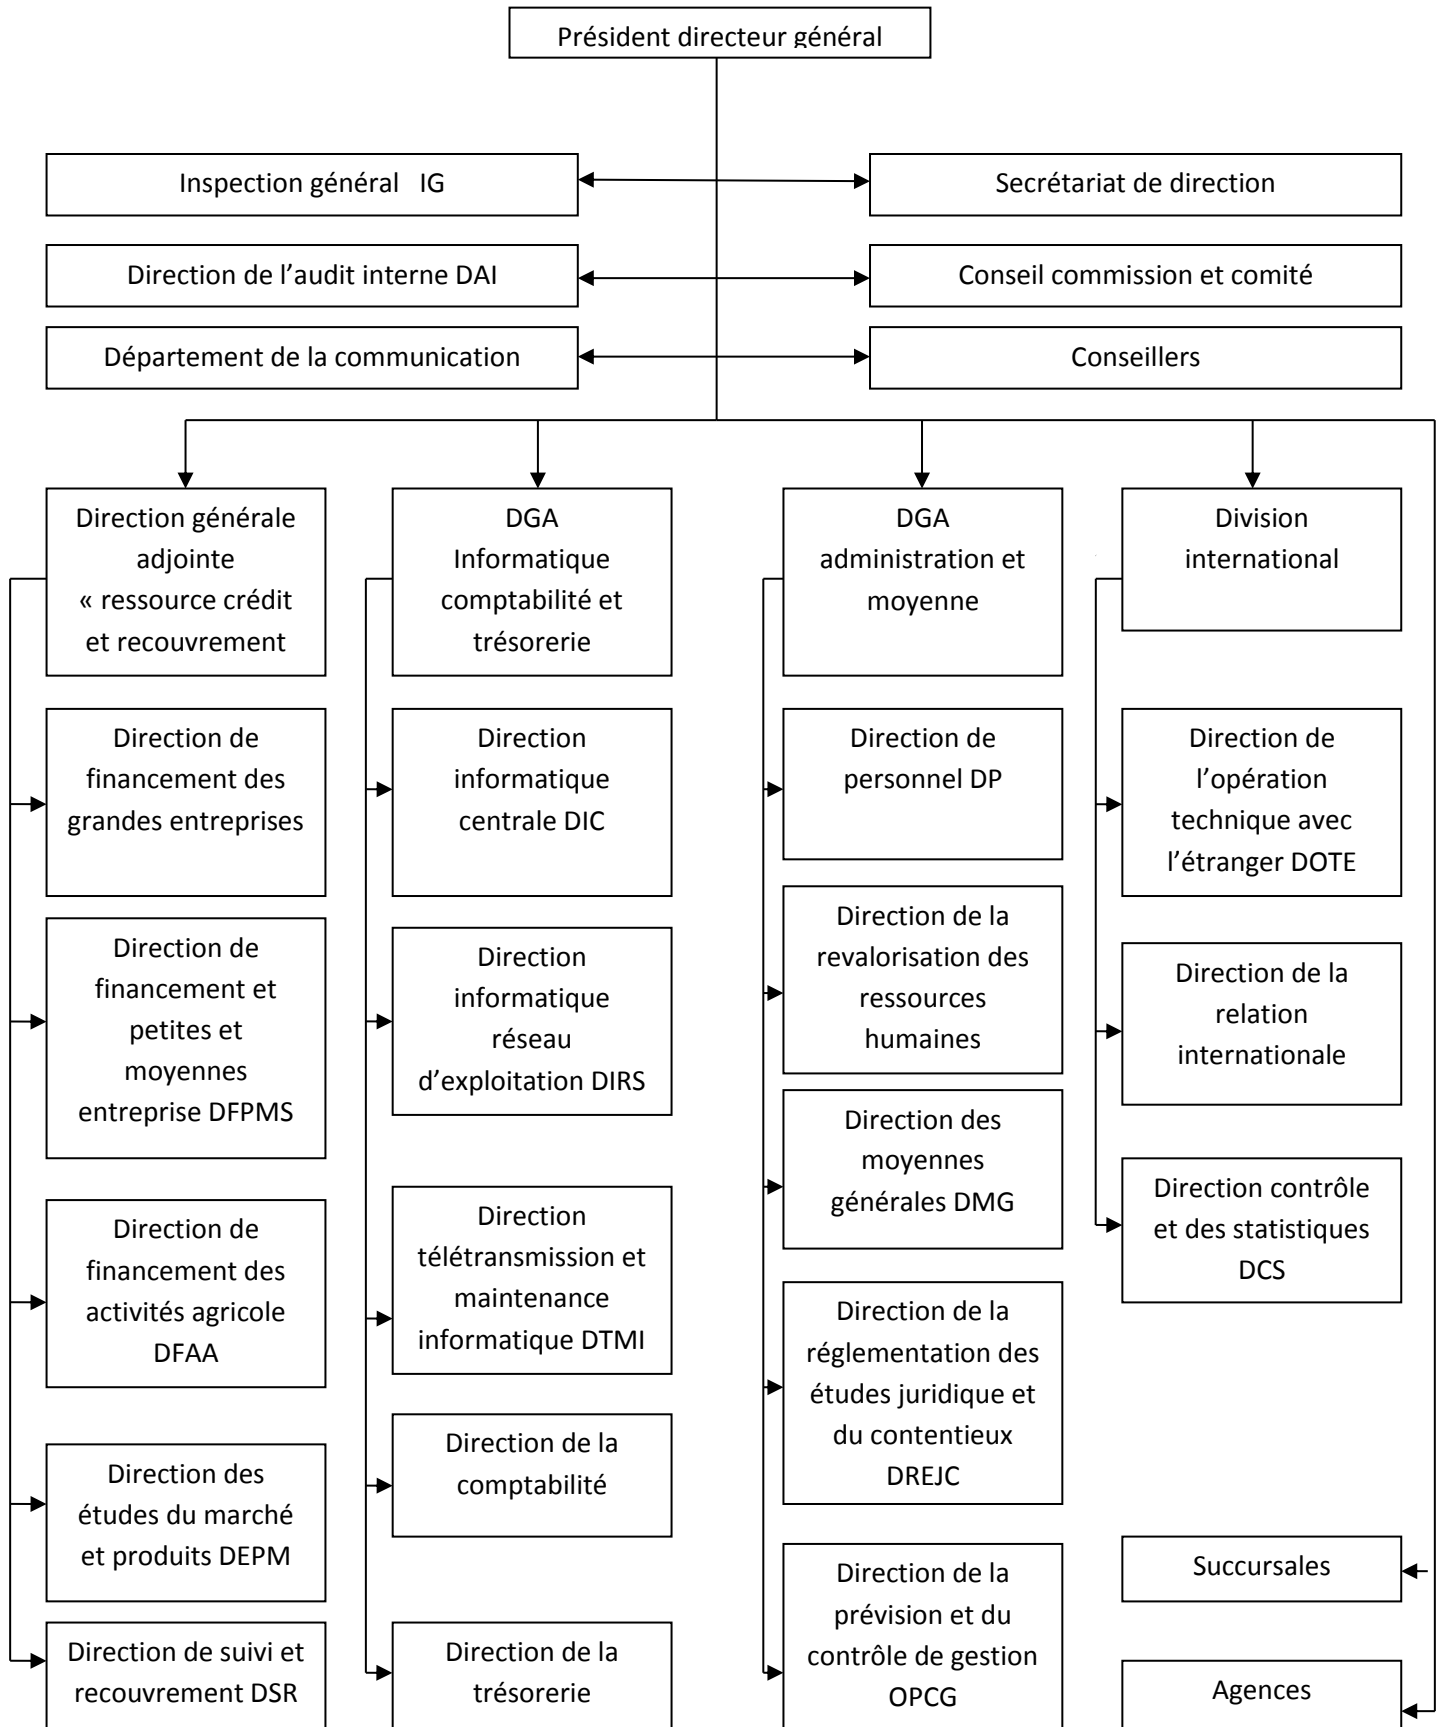 Président directeur général
Inspection général   IG
Secrétariat de direction
Direction de l’audit interne DAI
Conseil commission et comité
Département de la communication
Conseillers
Direction générale
adjointe
« ressource crédit
et recouvrement
DGA
Informatique
comptabilité et
trésorerie
DGA
administration et
moyenne
Division
international
Direction de
financement des
grandes entreprises
Direction
informatique
centrale DIC
Direction de
personnel DP
Direction de
l’opération
technique avec
l’étranger DOTE
Direction de
financement et
petites et
moyennes
entreprise DFPMS
Direction
informatique
réseau
d’exploitation DIRS
Direction de la
revalorisation des
ressources
humaines
Direction de la
relation
internationale
Direction de
financement des
activités agricole
DFAA
Direction
télétransmission et
maintenance
informatique DTMI
Direction des
moyennes
générales DMG
Direction contrôle
et des statistiques
DCS
Direction des
études du marché
et produits DEPM
Direction de la
comptabilité
Direction de la
réglementation des
études juridique et
du contentieux
DREJC
Succursales
Direction de suivi et
recouvrement DSR
Direction de la
trésorerie
Direction de la
prévision et du
contrôle de gestion
OPCG
Agences